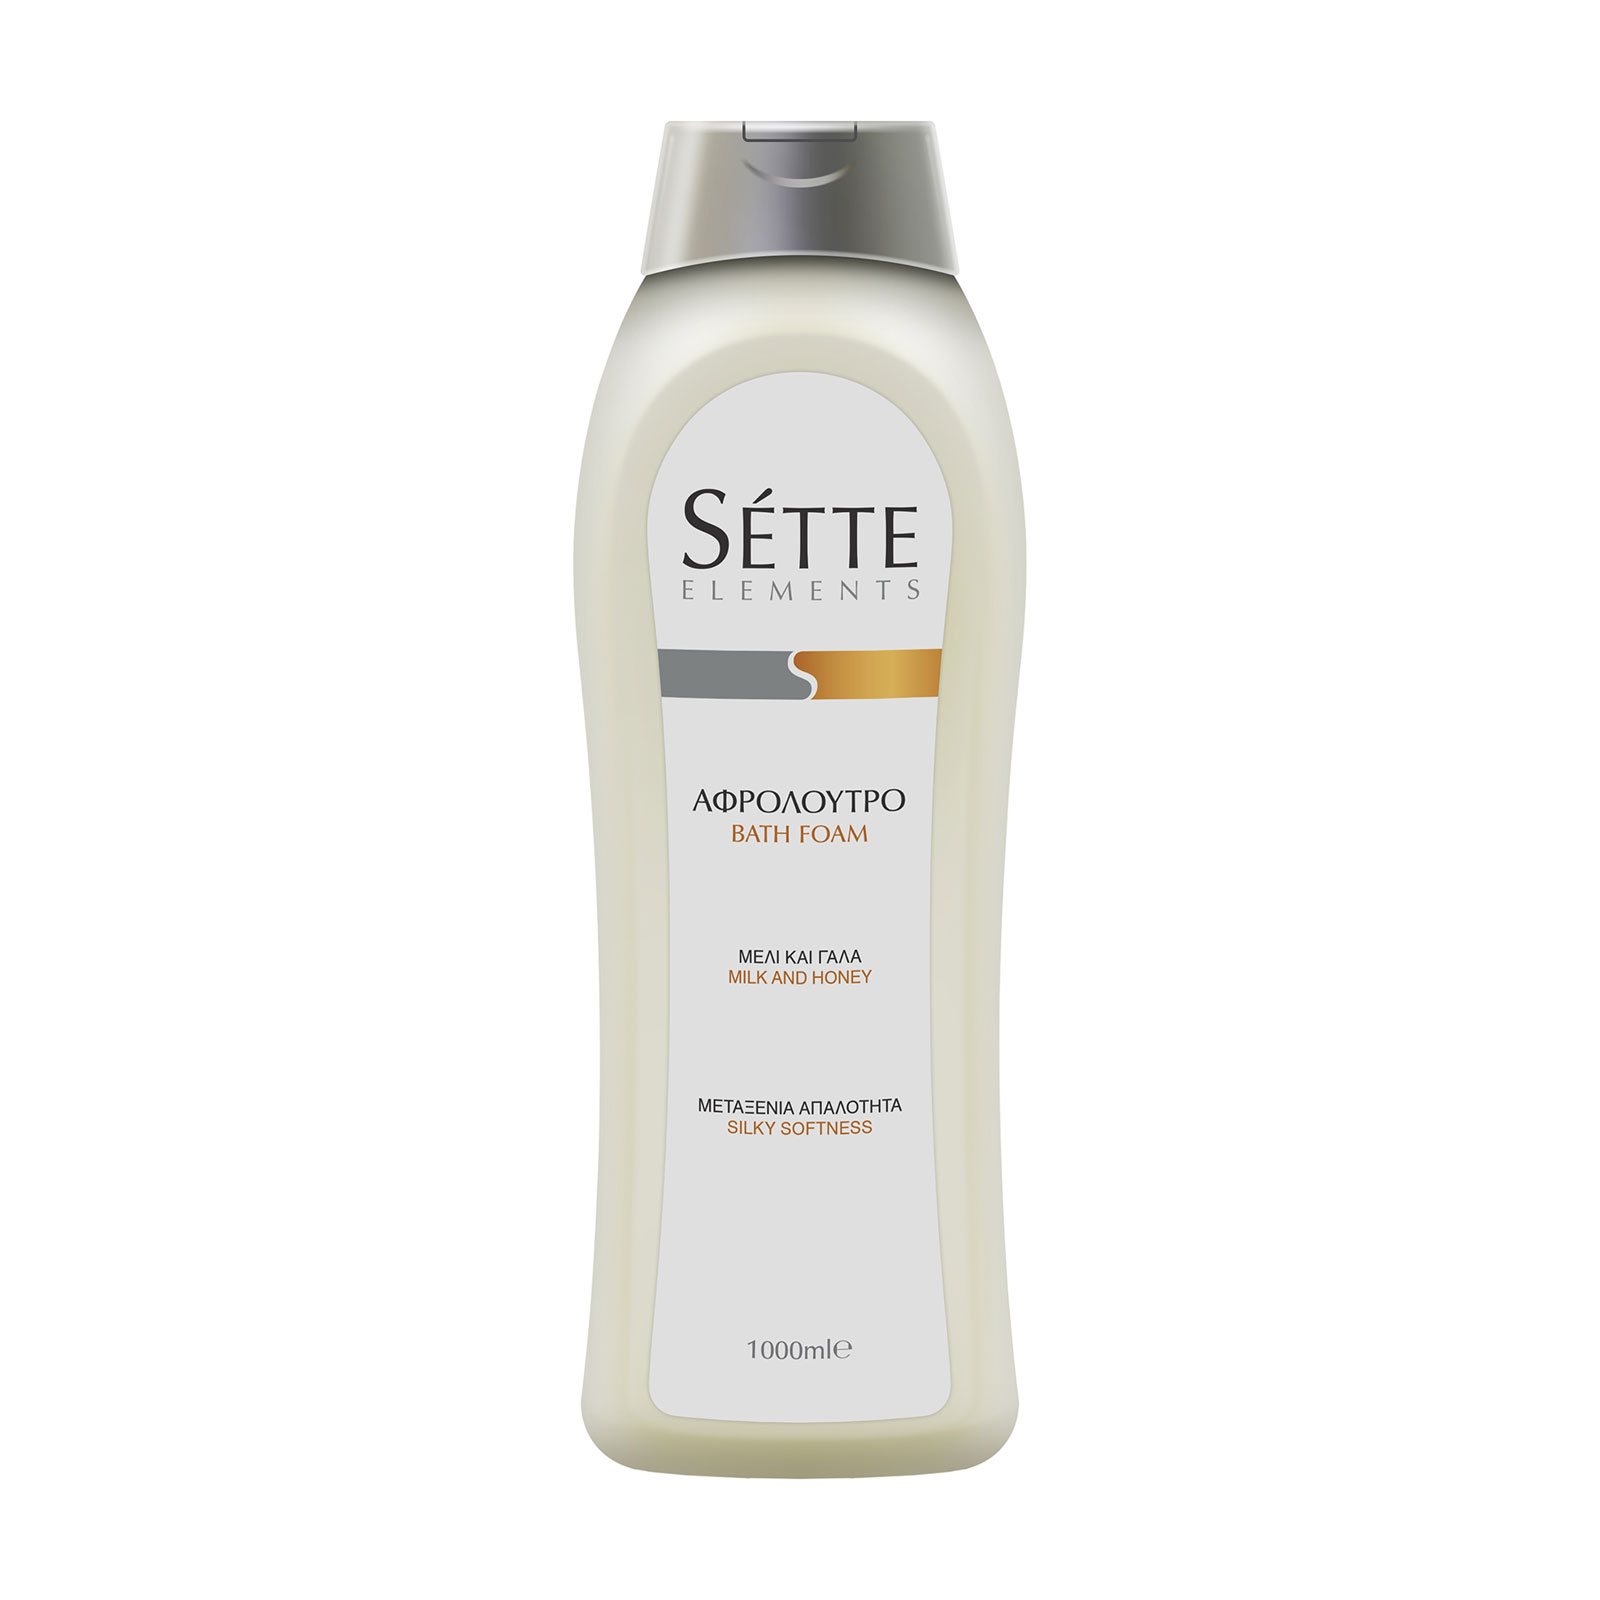 SÉTTE
ELEMENTS
ΑΦΡΟΛΟΥΤΡΟ
BATH FOAM
ΜΕΛΙ ΚΑΙ ΓΑΛΑ
MILK AND HONEY
ΜΕΤΑΞΕΝΙΑ ΑΠΑΛΟΤΗΤΑ
SILKY SOFTNESS
1000ml℮